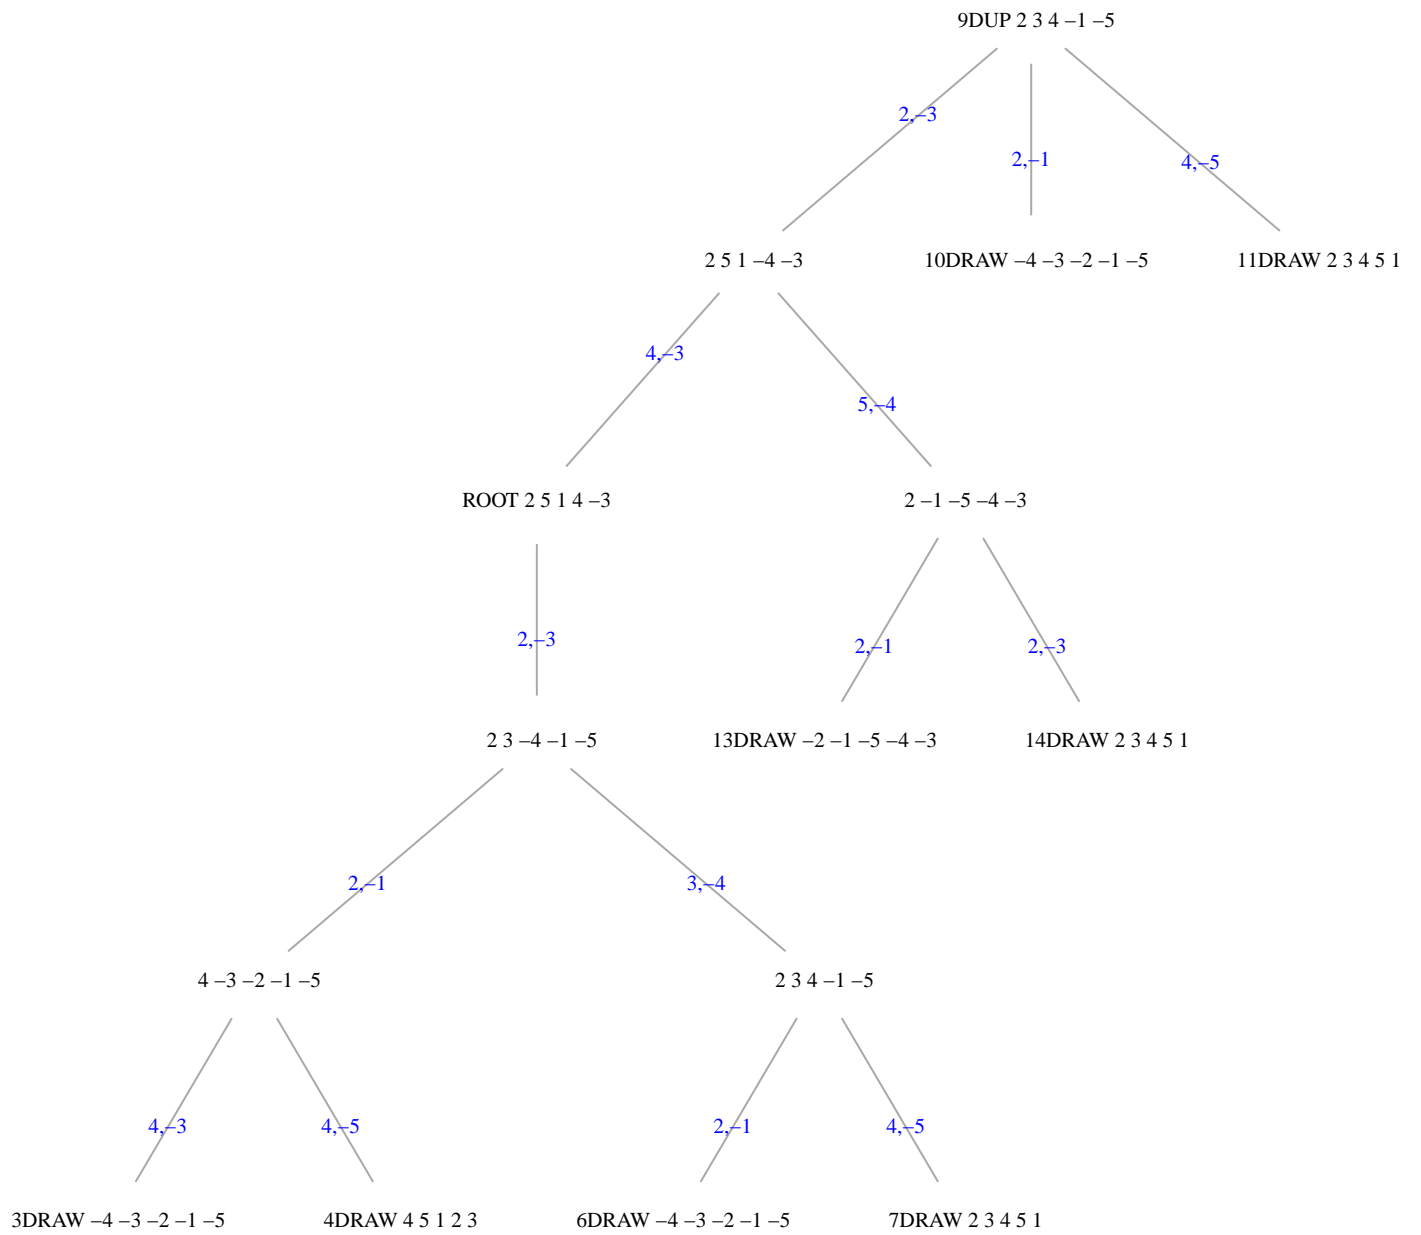 9DUP 2 3 4 –1 –5
2,–3
2,–1
4,–5
2 5 1 –4 –3
10DRAW –4 –3 –2 –1 –5
11DRAW 2 3 4 5 1
4,–3
5,–4
ROOT 2 5 1 4 –3
2 –1 –5 –4 –3
2,–3
2,–1
2,–3
2 3 –4 –1 –5
13DRAW –2 –1 –5 –4 –3
14DRAW 2 3 4 5 1
2,–1
3,–4
4 –3 –2 –1 –5
2 3 4 –1 –5
4,–3
4,–5
2,–1
4,–5
3DRAW –4 –3 –2 –1 –5
4DRAW 4 5 1 2 3
6DRAW –4 –3 –2 –1 –5
7DRAW 2 3 4 5 1